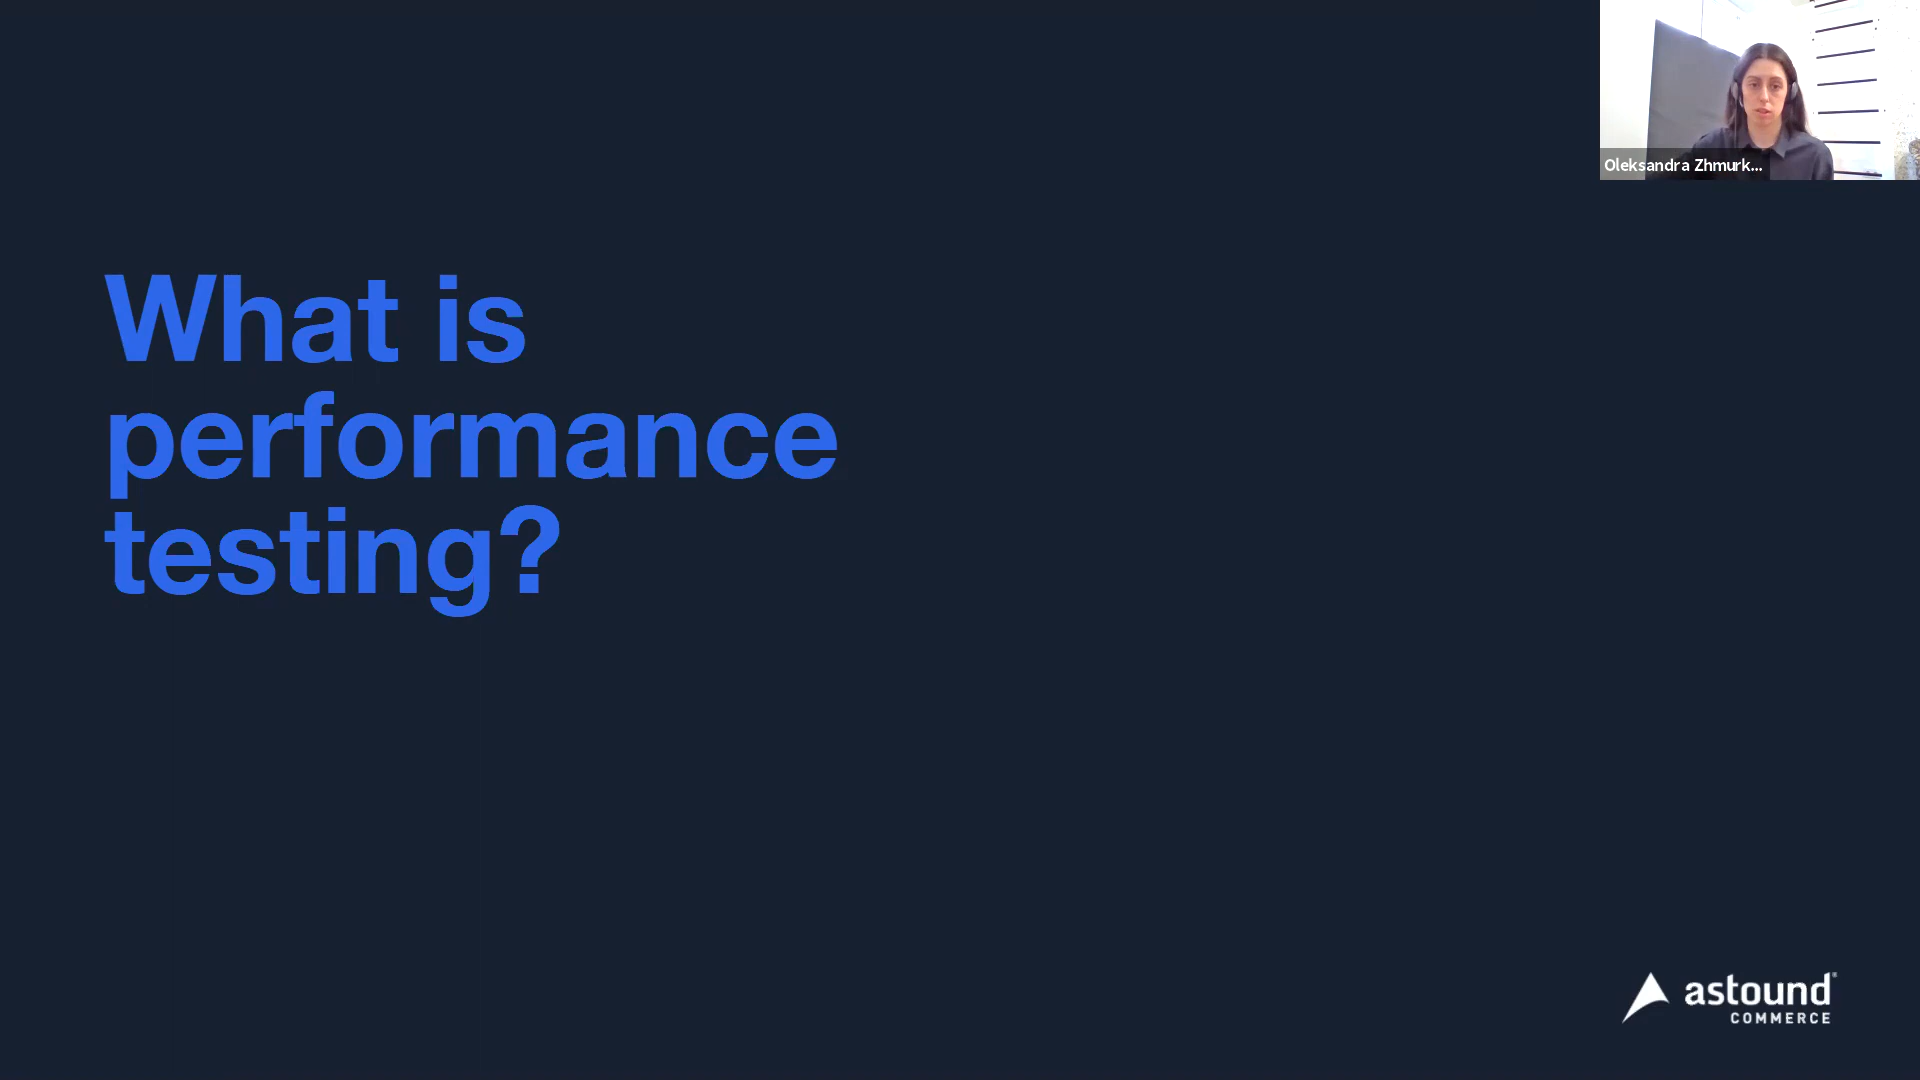 Oleksandra Zhmurk...
What is
performance
testing?
astound
COMMERCE